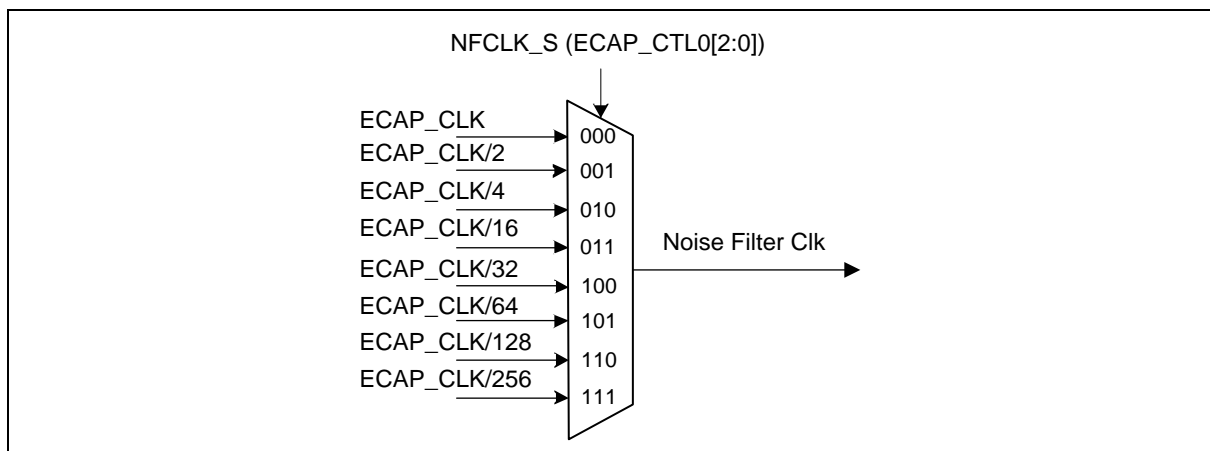 NFCLK_S (ECAP_CTL0[2:0])
ECAP_CLK
000
ECAP_CLK/2
001
ECAP_CLK/4
010
ECAP_CLK/16
011
Noise Filter Clk
ECAP_CLK/32
100
ECAP_CLK/64
101
ECAP_CLK/128
110
ECAP_CLK/256
111